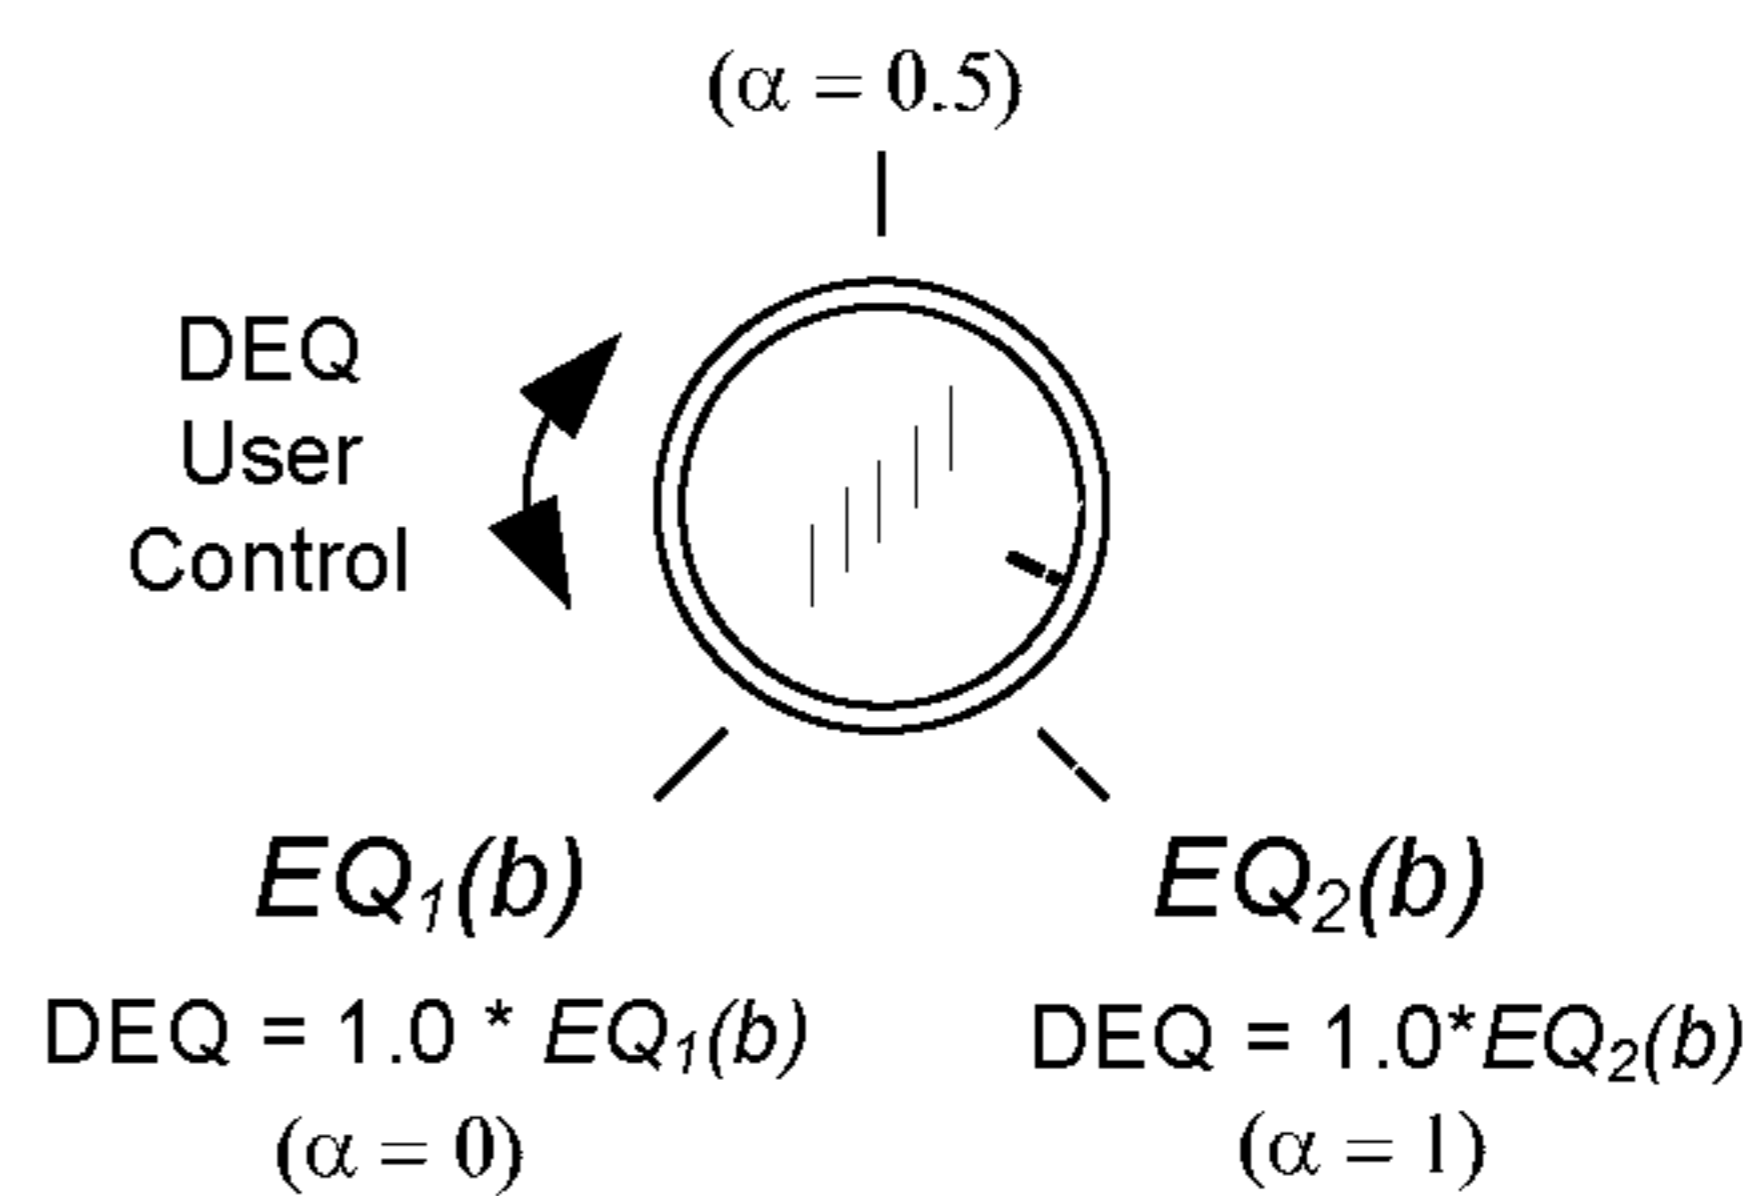 (α = 0.5)
DEQ
User
Control
EQ₁(b)
DEQ = 1.0 * EQ₁(b)
(α = 0)
EQ₂(b)
DEQ = 1.0*EQ₂(b)
(α = 1)